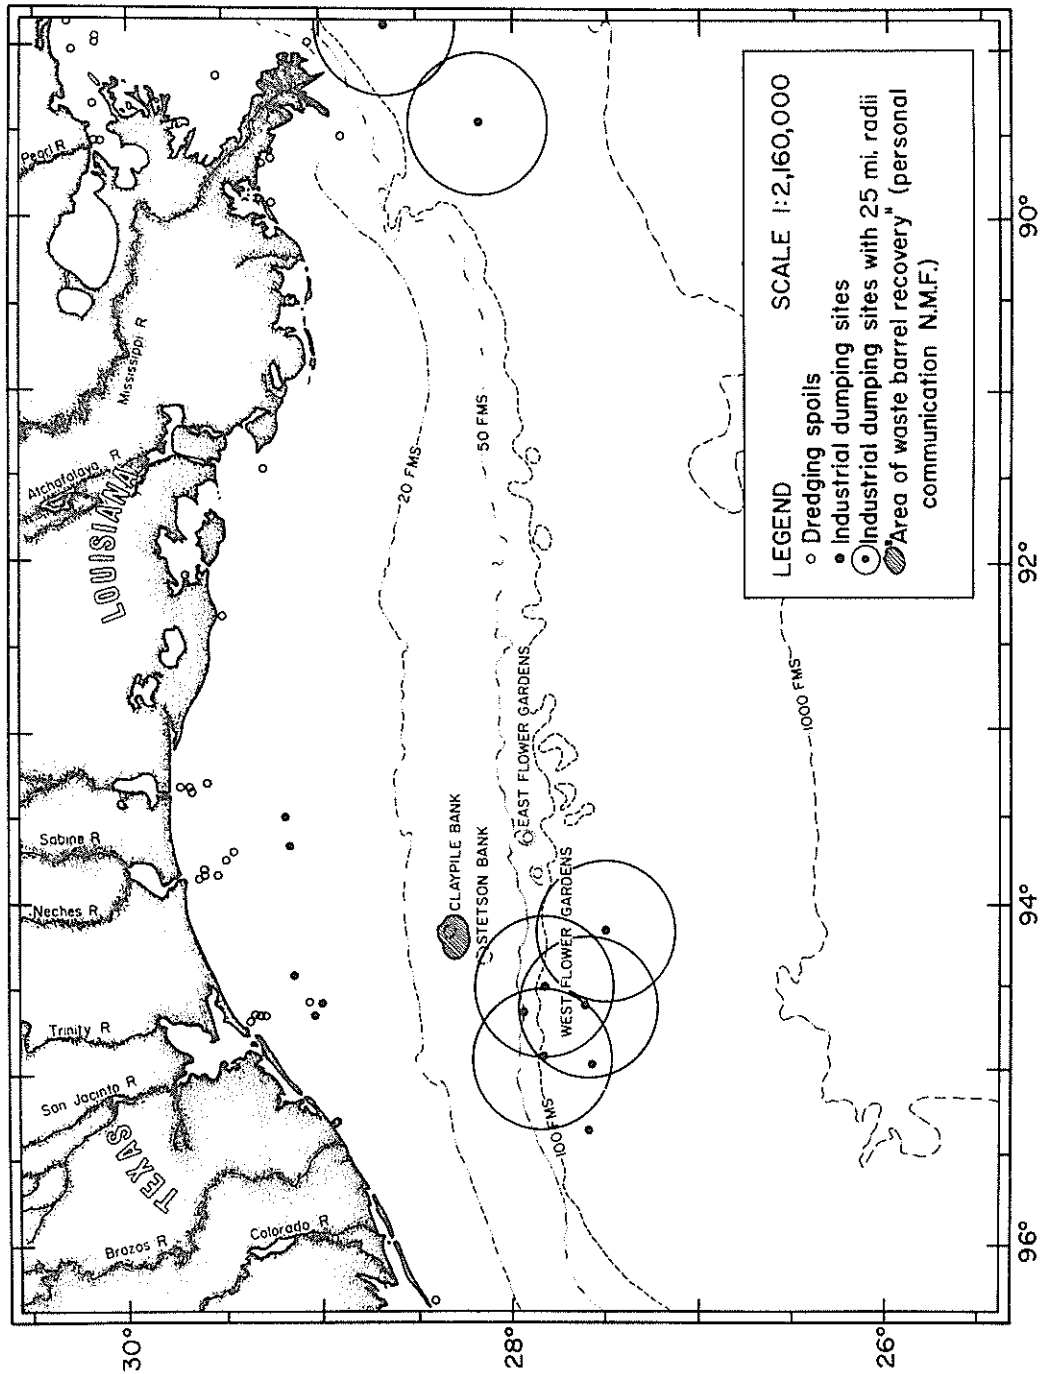 Pearl R
Mississippi R
Atchafalaya R
LOUISIANA
Sabine R
Neches R.
Trinity R
San Jacinto R
TEXAS
Brazos R
Colorado R
20 FMS
50 FMS
100 FMS
1000 FMS
CLAYPILE BANK
STETSON BANK
EAST FLOWER GARDENS
WEST FLOWER GARDENS
LEGEND SCALE 1:2,160,000
Dredging spoils
Industrial dumping sites
Industrial dumping sites with 25 mi. radii
"Area of waste barrel recovery" (personal
communication N.M.F.)
30°
28°
26°
96°
94°
92°
90°